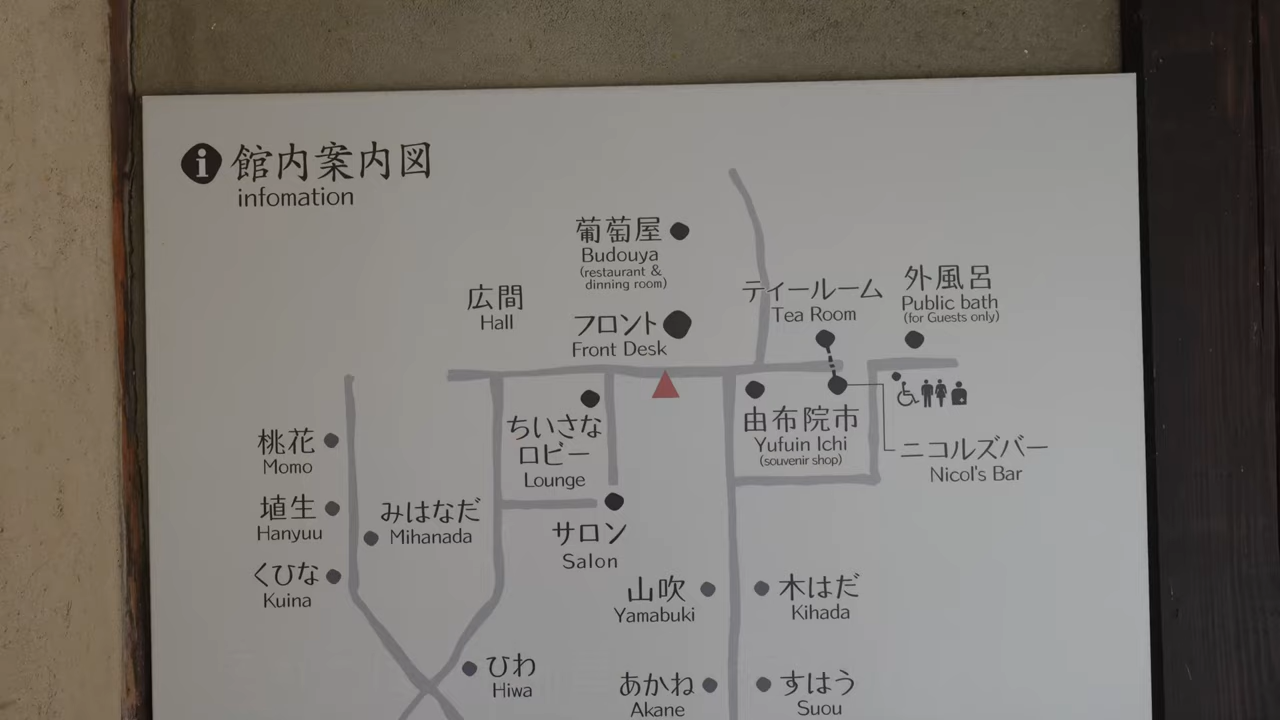 館内案内図
infomation
葡萄屋
Budouya
(restaurant &
dinning room)
広間
Hall
フロント
Front Desk
ティールーム
Tea Room
外風呂
Public bath
(for Guests only)
ちいさな
ロビー
Lounge
由布院市
Yufuin Ichi
(souvenir shop)
ニコルズバー
Nicol's Bar
桃花
Momo
埴生
Hanyuu
みはなだ
Mihanada
サロン
Salon
くひな
Kuina
山吹
Yamabuki
木はだ
Kihada
ひわ
Hiwa
あかね
Akane
すはう
Suou